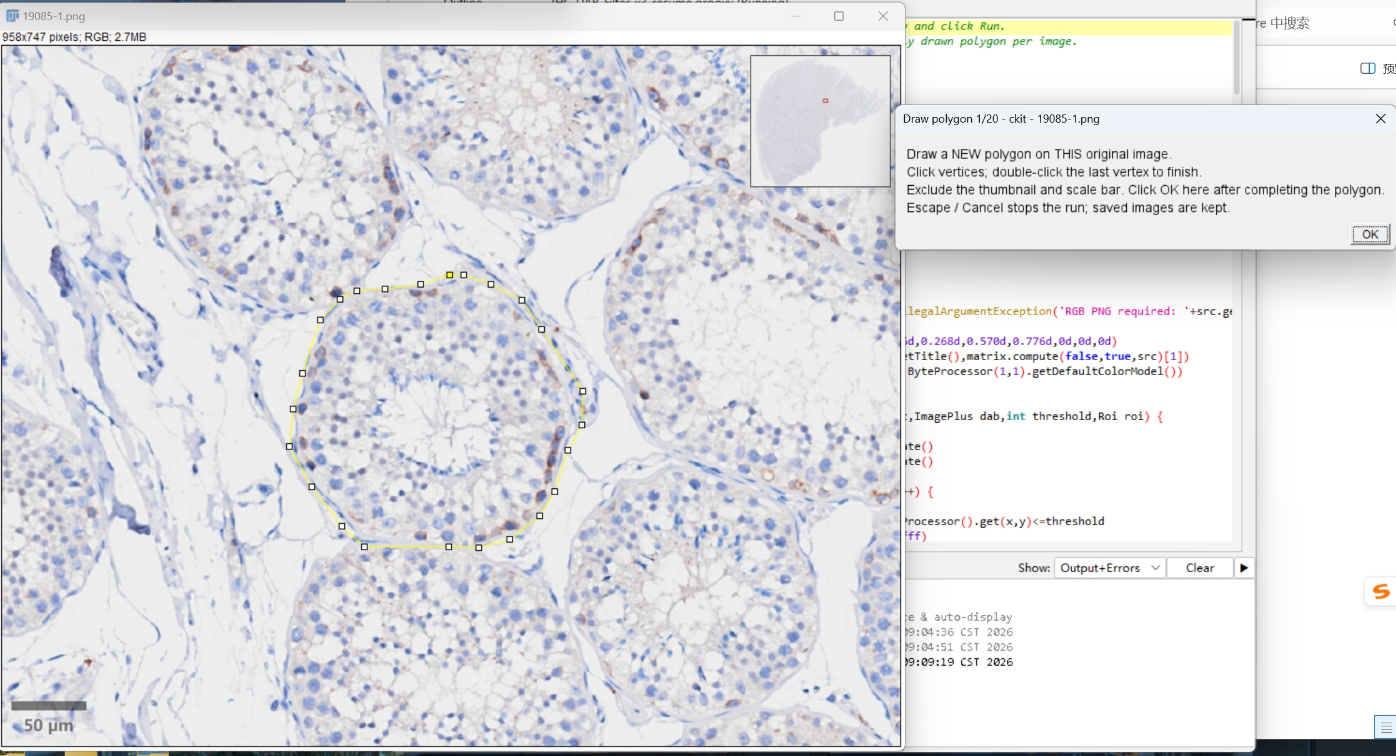 19085-1.png
958x747 pixels; RGB; 2.7MB
50 µm
and click Run.
y drawn polygon per image.
re 中搜索
Draw polygon 1/20 - ckit - 19085-1.png
Draw a NEW polygon on THIS original image.
Click vertices; double-click the last vertex to finish.
Exclude the thumbnail and scale bar. Click OK here after completing the polygon.
Escape / Cancel stops the run; saved images are kept.
OK
llegalArgumentException('RGB PNG required: '+src.ge
d,0.268d,0.570d,0.776d,0d,0d,0d)
etTitle(),matrix.compute(false,true,src)[1])
ByteProcessor(1,1).getDefaultColorModel())
,ImagePlus dab,int threshold,Roi roi) {
ate()
ate()
+) {
Processor().get(x,y)<=threshold
ff)
Show: Output+Errors Clear
e & auto-display
09:04:36 CST 2026
09:04:51 CST 2026
09:09:19 CST 2026